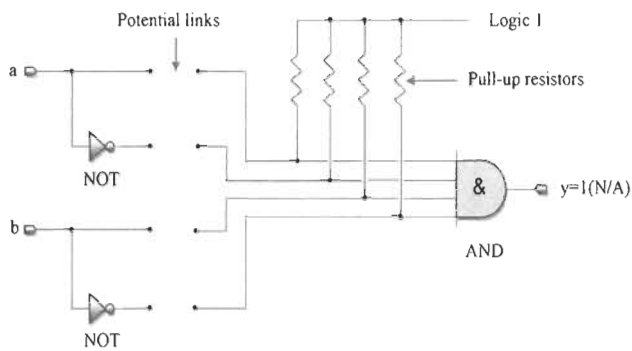 Potential links
Logic 1
a
Pull-up resistors
NOT
&
y=1(N/A)
b
AND
NOT